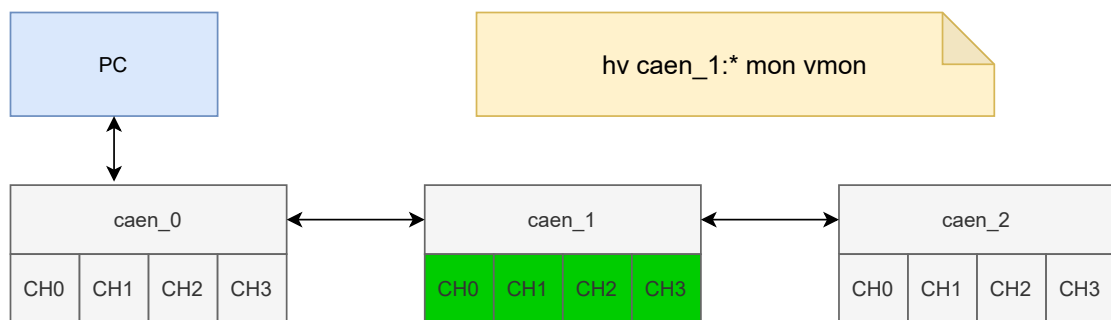 PC
hv caen_1:* mon vmon
caen_0
caen_1
caen_2
CH0 CH1 CH2 CH3
CH0 CH1 CH2 CH3
CH0 CH1 CH2 CH3